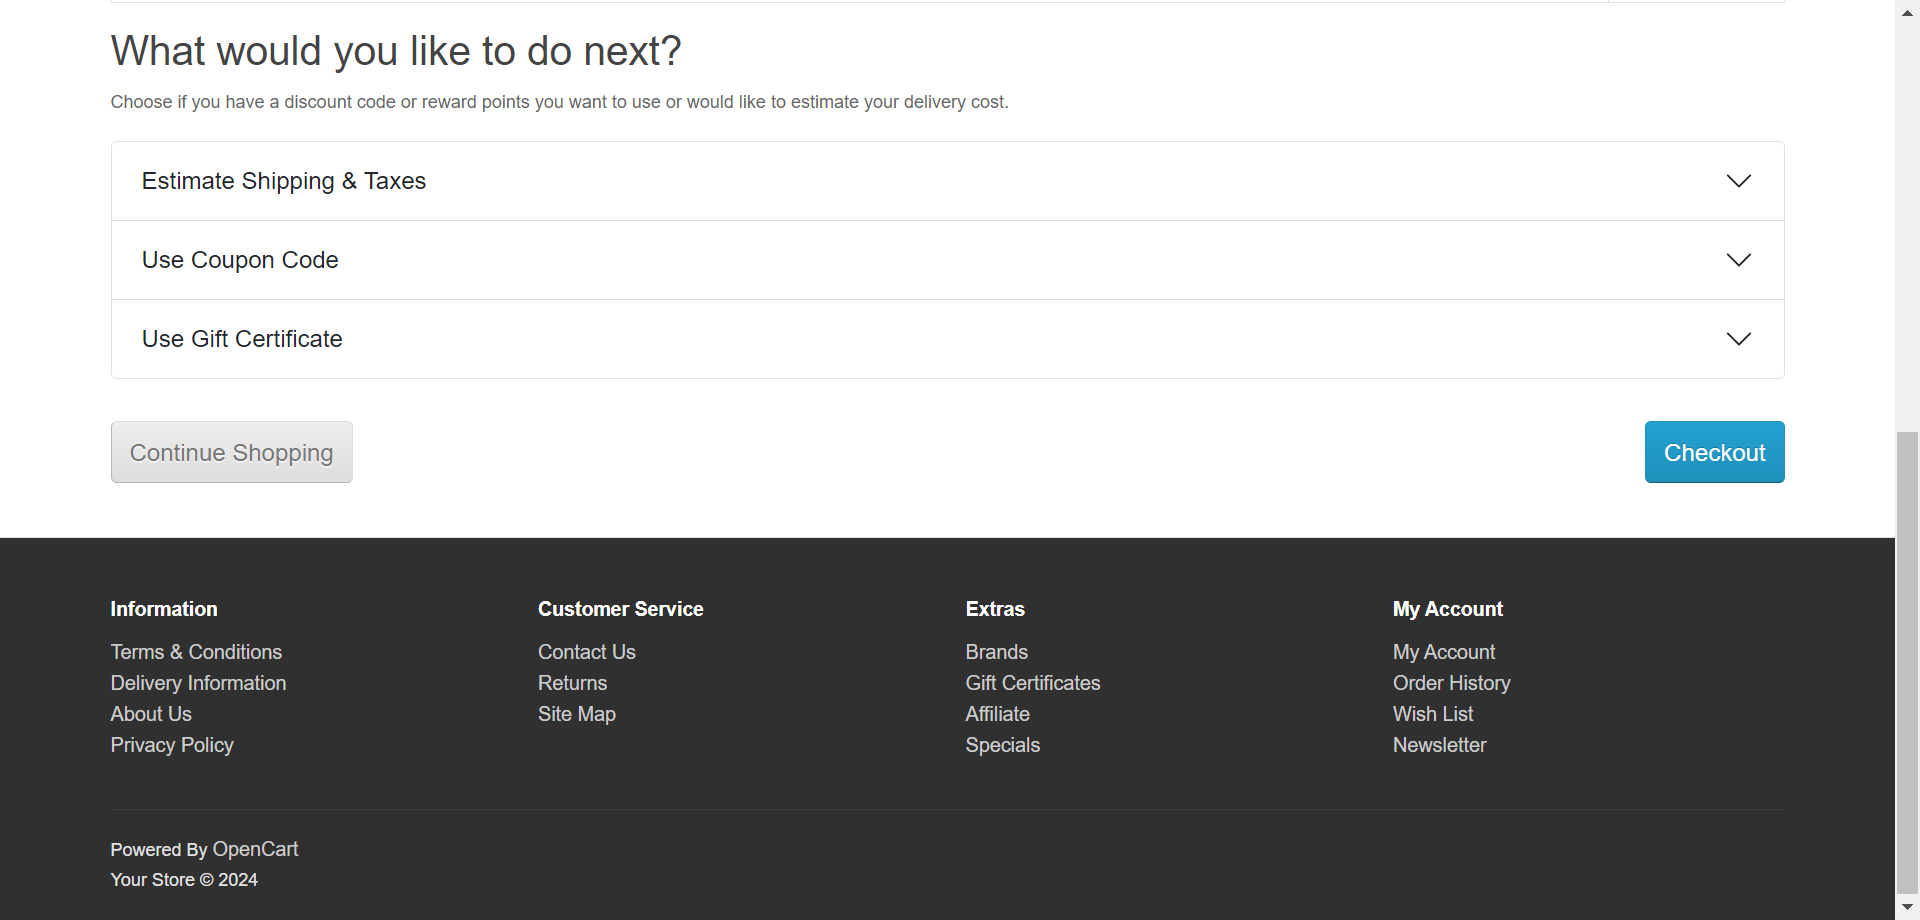 What would you like to do next?
Choose if you have a discount code or reward points you want to use or would like to estimate your delivery cost.
Estimate Shipping & Taxes
Use Coupon Code
Use Gift Certificate
Continue Shopping
Checkout
Information
Terms & Conditions
Delivery Information
About Us
Privacy Policy
Customer Service
Contact Us
Returns
Site Map
Extras
Brands
Gift Certificates
Affiliate
Specials
My Account
My Account
Order History
Wish List
Newsletter
Powered By OpenCart
Your Store © 2024